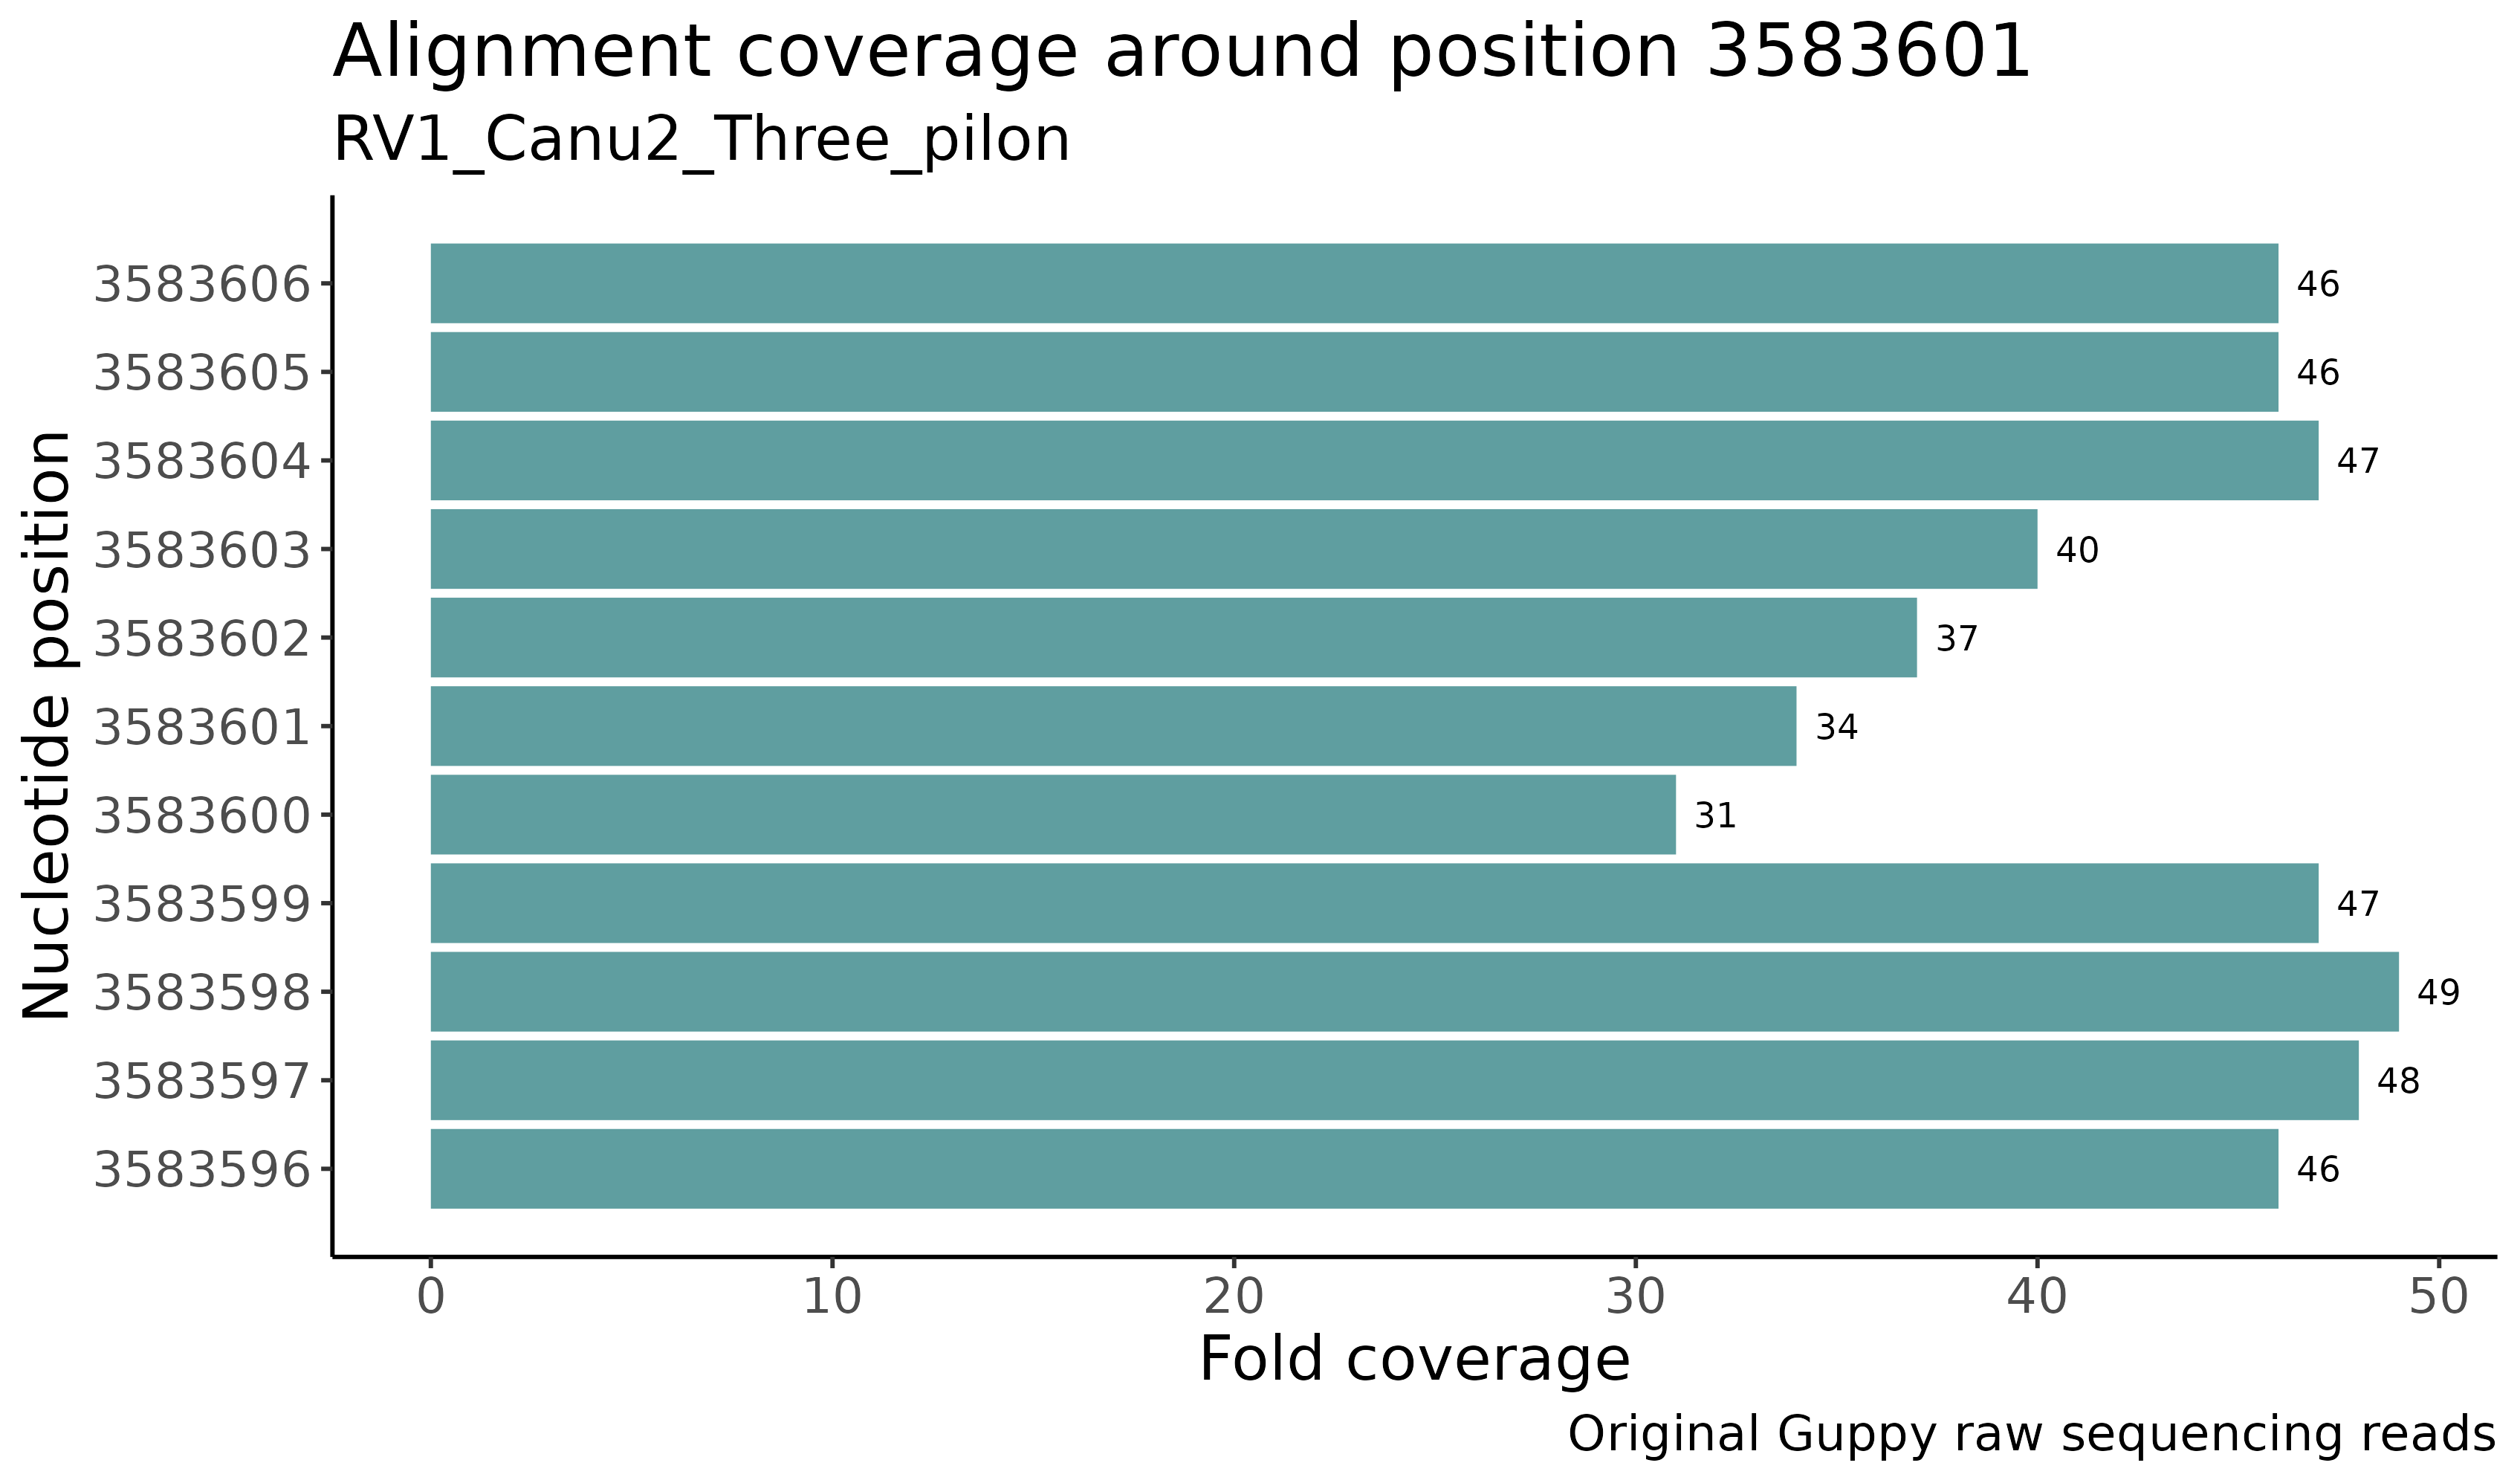 Alignment coverage around position 3583601
RV1_Canu2_Three_pilon
Nucleotide position
3583606 46
3583605 46
3583604 47
3583603 40
3583602 37
3583601 34
3583600 31
3583599 47
3583598 49
3583597 48
3583596 46
0 10 20 30 40 50
Fold coverage
Original Guppy raw sequencing reads